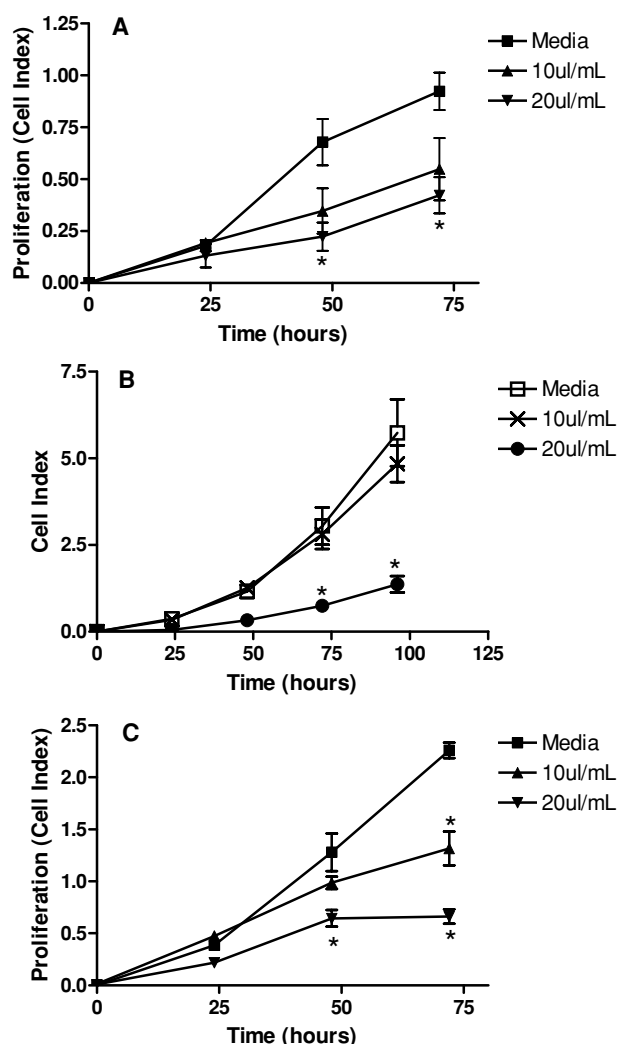 A
Proliferation (Cell Index)
1.25
1.00
0.75
0.50
0.25
0.00
0 25 50 75
Time (hours)
* *
Media
10ul/mL
20ul/mL
B
Cell Index
7.5
5.0
2.5
0.0
0 25 50 75 100 125
Time (hours)
* *
Media
10ul/mL
20ul/mL
C
Proliferation (Cell Index)
2.5
2.0
1.5
1.0
0.5
0.0
0 25 50 75
Time (hours)
*
* *
Media
10ul/mL
20ul/mL